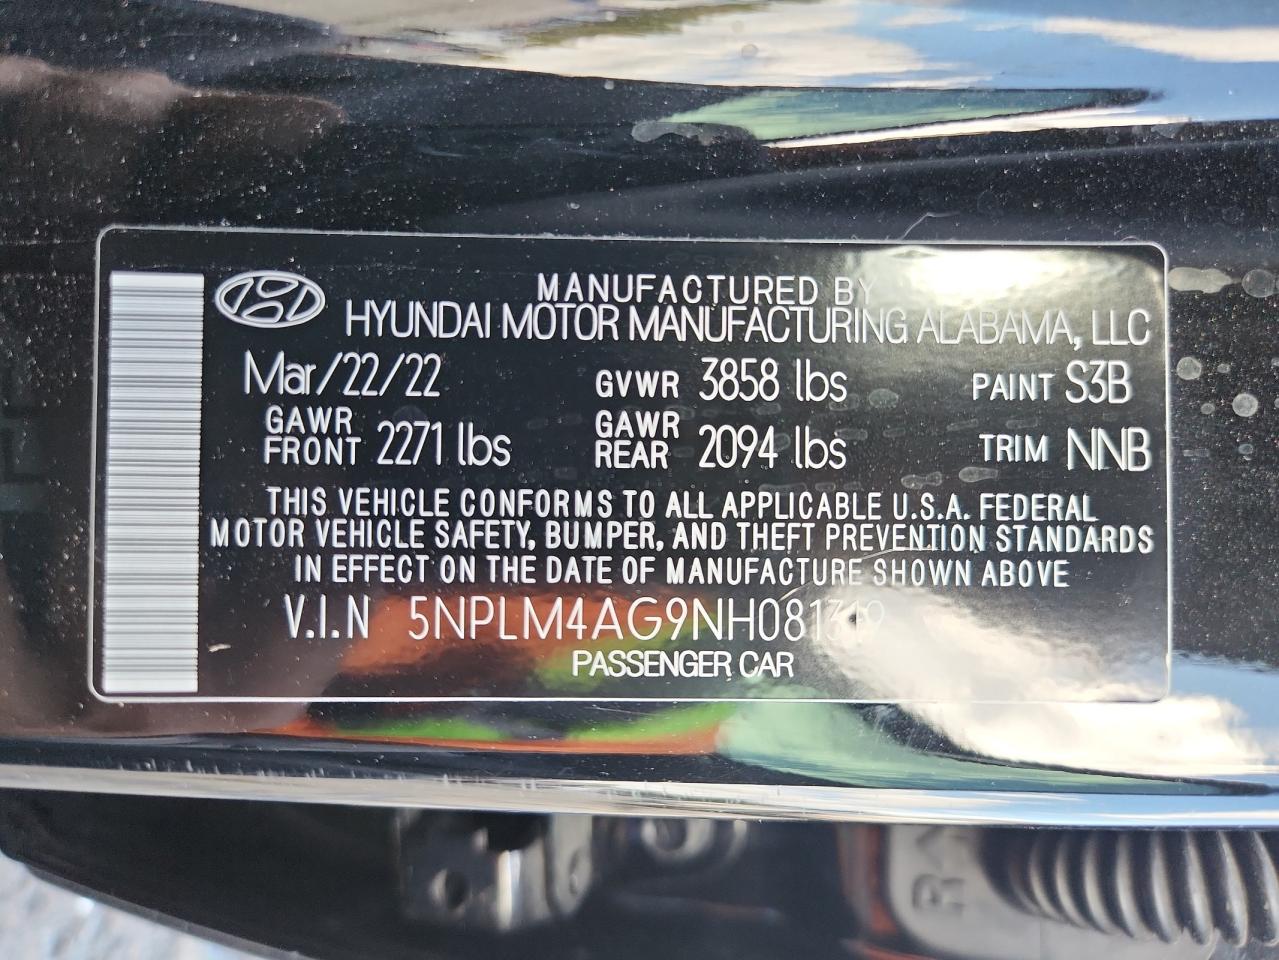 MANUFACTURED BY
HYUNDAI MOTOR MANUFACTURING ALABAMA, LLC
Mar/22/22 GVWR 3858 lbs PAINT S3B
GAWR FRONT 2271 lbs GAWR REAR 2094 lbs TRIM NNB
THIS VEHICLE CONFORMS TO ALL APPLICABLE U.S.A. FEDERAL
MOTOR VEHICLE SAFETY, BUMPER, AND THEFT PREVENTION STANDARDS
IN EFFECT ON THE DATE OF MANUFACTURE SHOWN ABOVE
V.I.N 5NPLM4AG9NH081319
PASSENGER CAR